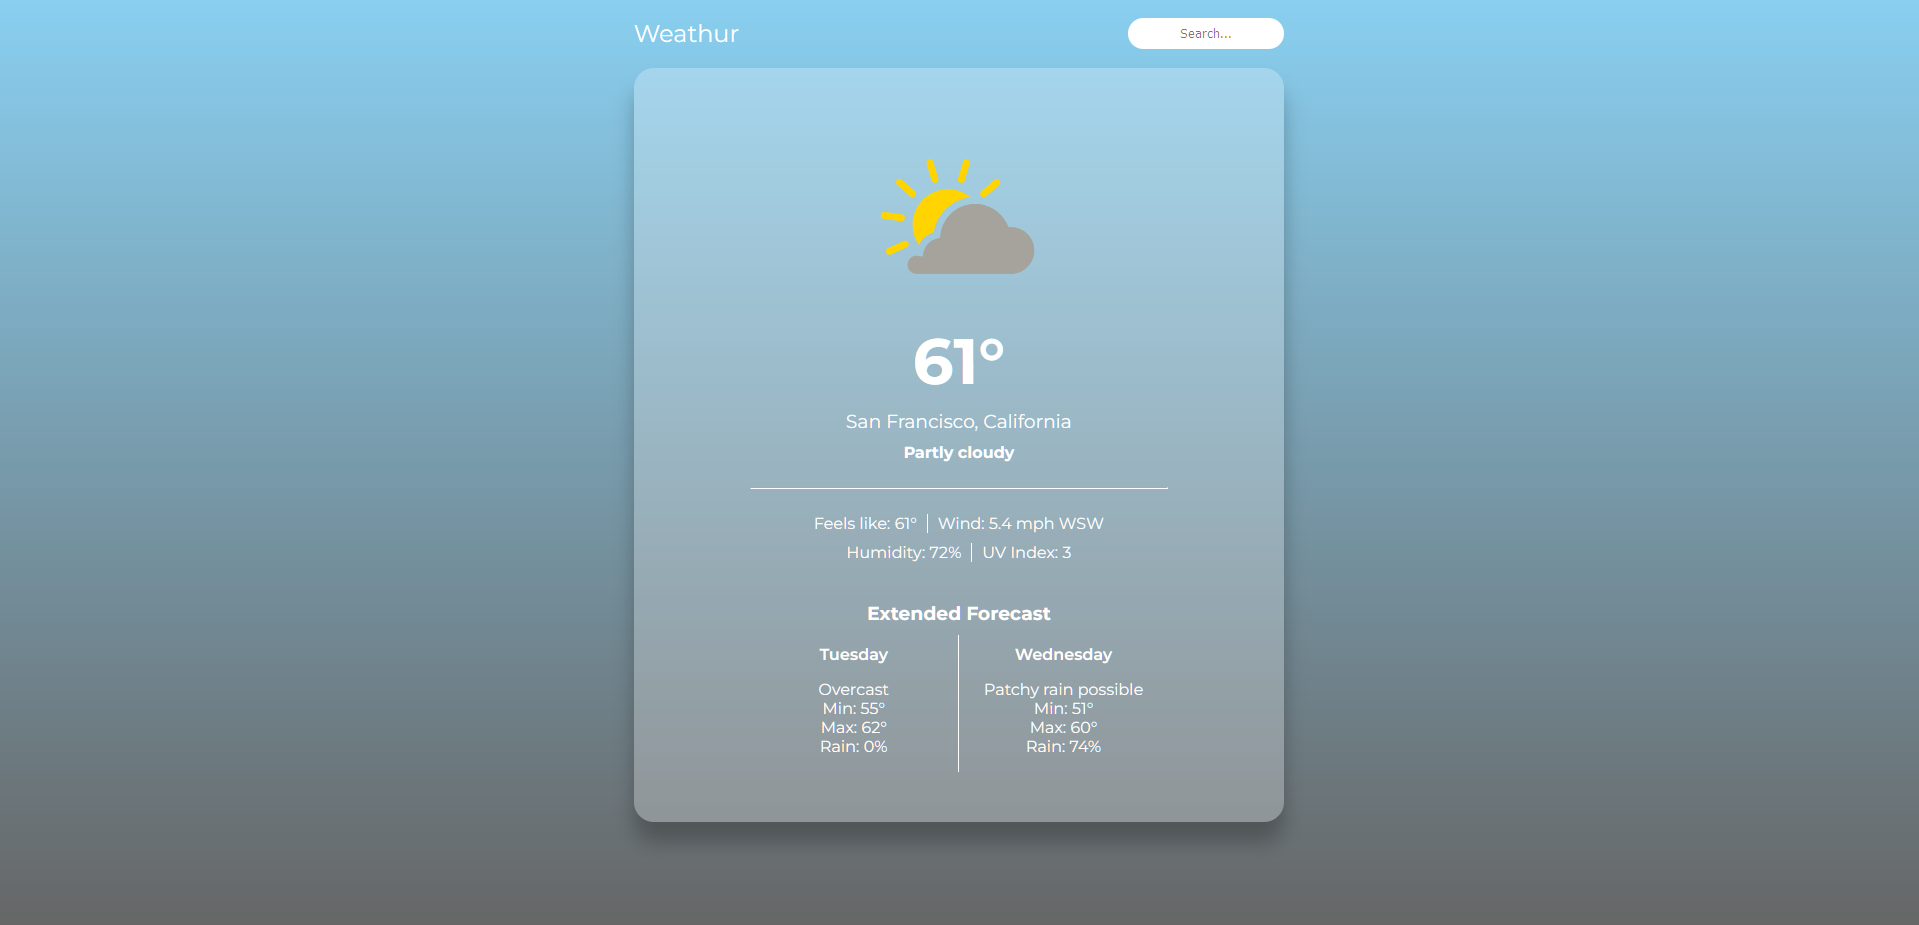 Weathur
Search...
61°
San Francisco, California
Partly cloudy
Feels like: 61° Wind: 5.4 mph WSW
Humidity: 72% UV Index: 3
Extended Forecast
Tuesday
Overcast
Min: 55°
Max: 62°
Rain: 0%
Wednesday
Patchy rain possible
Min: 51°
Max: 60°
Rain: 74%